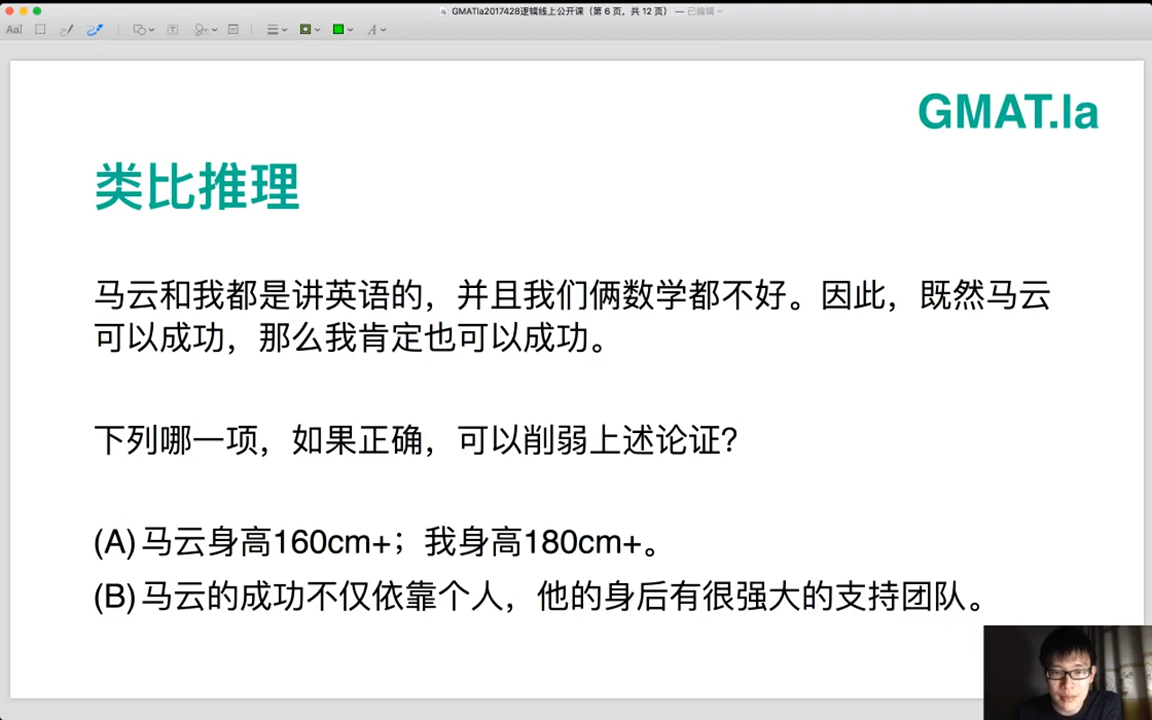 GMATla2017428逻辑线上公开课（第 6 页，共 12 页） — 已编辑
AaI
GMAT.la
类比推理
马云和我都是讲英语的，并且我们俩数学都不好。因此，既然马云
可以成功，那么我肯定也可以成功。
下列哪一项，如果正确，可以削弱上述论证？
(A) 马云身高160cm+；我身高180cm+。
(B) 马云的成功不仅依靠个人，他的身后有很强大的支持团队。